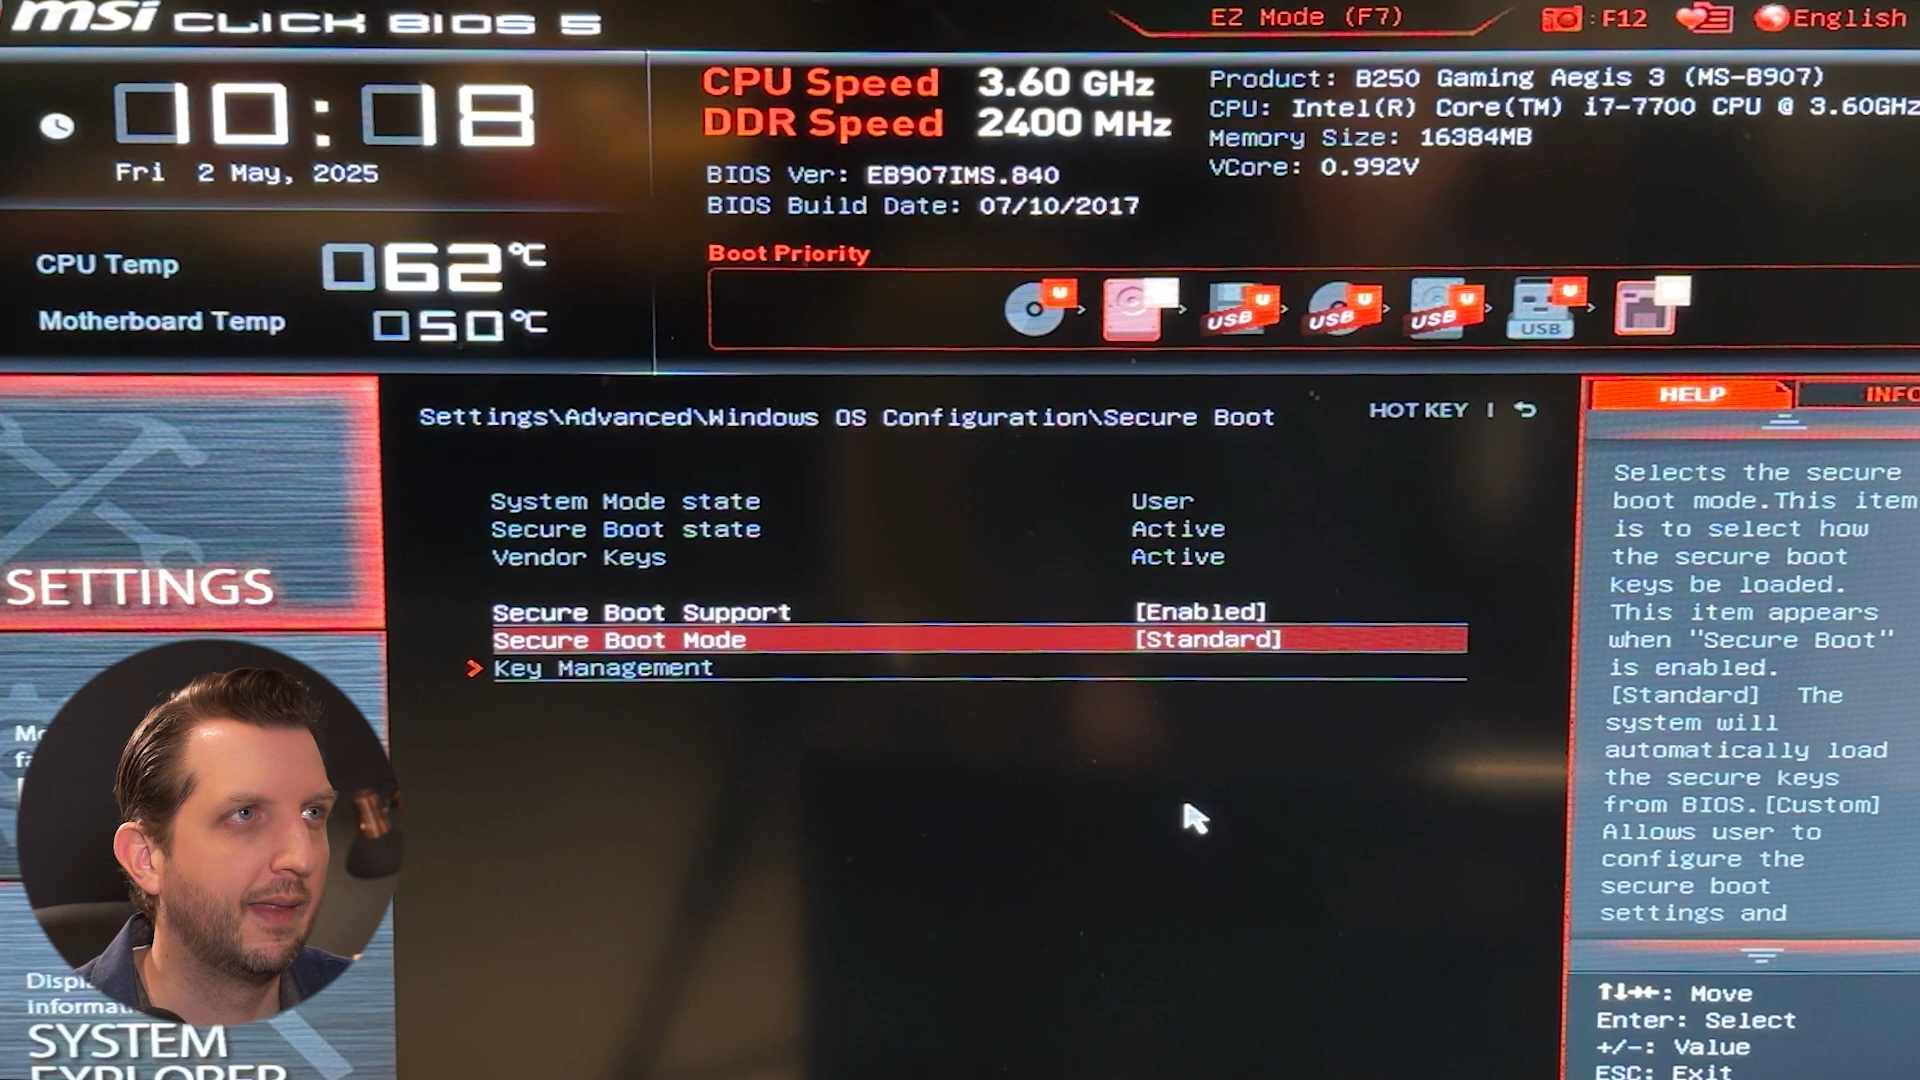 msi CLICK BIOS 5
EZ Mode (F7)
: F12
English
10:18
Fri 2 May, 2025
CPU Speed 3.60 GHz
DDR Speed 2400 MHz
BIOS Ver: EB907IMS.840
BIOS Build Date: 07/10/2017
Product: B250 Gaming Aegis 3 (MS-B907)
CPU: Intel(R) Core(TM) i7-7700 CPU @ 3.60GHz
Memory Size: 16384MB
VCore: 0.992V
CPU Temp 62°C
Motherboard Temp 50°C
Boot Priority
U U U U U
USB USB USB USB
SETTINGS
Settings\Advanced\Windows OS Configuration\Secure Boot
HOT KEY |
System Mode state User
Secure Boot state Active
Vendor Keys Active
Secure Boot Support [Enabled]
Secure Boot Mode [Standard]
> Key Management
HELP
INFO
Selects the secure
boot mode.This item
is to select how
the secure boot
keys be loaded.
This item appears
when "Secure Boot"
is enabled.
[Standard] The
system will
automatically load
the secure keys
from BIOS.[Custom]
Allows user to
configure the
secure boot
settings and
↑↓→←: Move
Enter: Select
+/-: Value
ESC: Exit
SYSTEM
EXPLORER